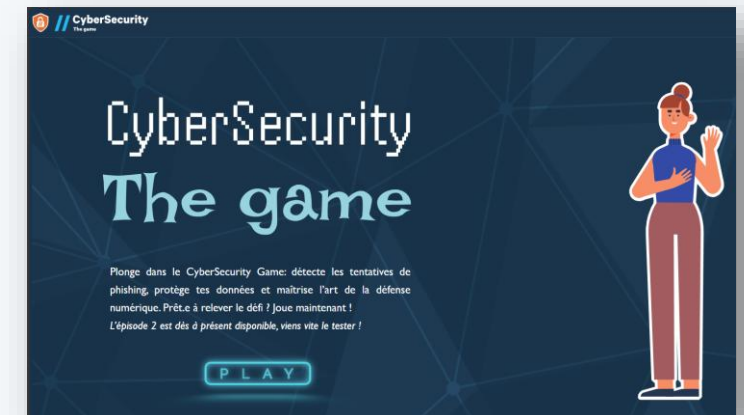 CyberSecurity
The game
CyberSecurity
The game
Plonge dans le CyberSecurity Game: détecte les tentatives de
phishing, protège tes données et maîtrise l'art de la défense
numérique. Prêt.e à relever le défi ? Joue maintenant !
L'épisode 2 est dès à présent disponible, viens vite le tester !
PLAY